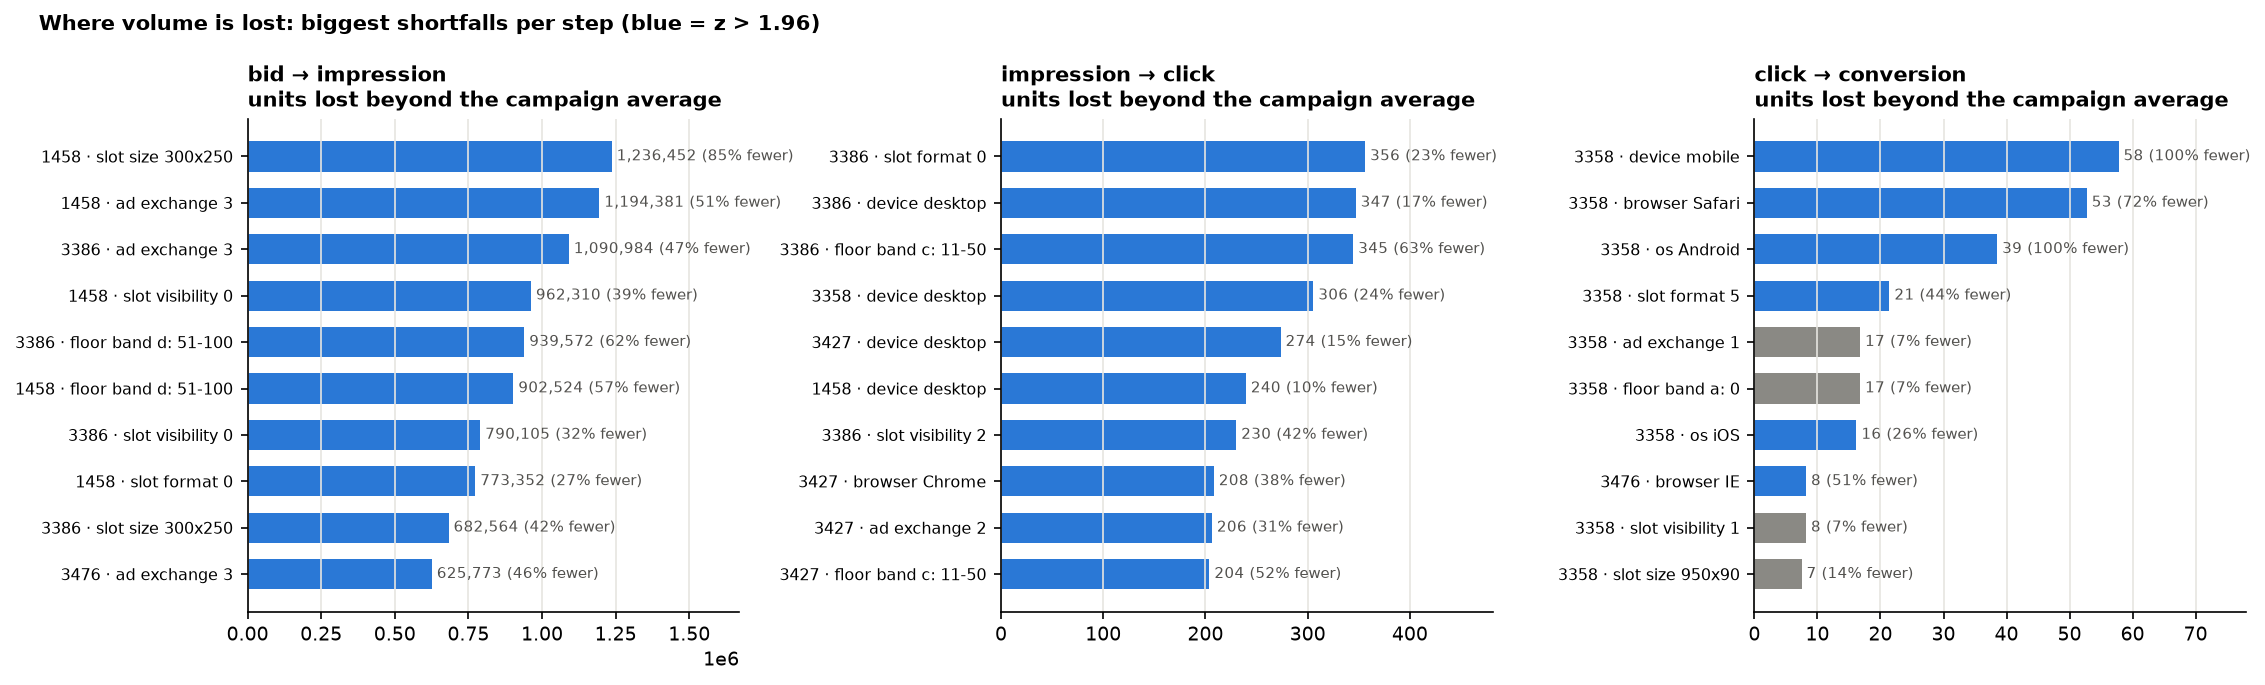 Where volume is lost: biggest shortfalls per step (blue = z > 1.96)
bid → impression
units lost beyond the campaign average
1458 · slot size 300x250
1,236,452 (85% fewer)
1458 · ad exchange 3
1,194,381 (51% fewer)
3386 · ad exchange 3
1,090,984 (47% fewer)
1458 · slot visibility 0
962,310 (39% fewer)
3386 · floor band d: 51-100
939,572 (62% fewer)
1458 · floor band d: 51-100
902,524 (57% fewer)
3386 · slot visibility 0
790,105 (32% fewer)
1458 · slot format 0
773,352 (27% fewer)
3386 · slot size 300x250
682,564 (42% fewer)
3476 · ad exchange 3
625,773 (46% fewer)
0.00 0.25 0.50 0.75 1.00 1.25 1.50
1e6
impression → click
units lost beyond the campaign average
3386 · slot format 0
356 (23% fewer)
3386 · device desktop
347 (17% fewer)
3386 · floor band c: 11-50
345 (63% fewer)
3358 · device desktop
306 (24% fewer)
3427 · device desktop
274 (15% fewer)
1458 · device desktop
240 (10% fewer)
3386 · slot visibility 2
230 (42% fewer)
3427 · browser Chrome
208 (38% fewer)
3427 · ad exchange 2
206 (31% fewer)
3427 · floor band c: 11-50
204 (52% fewer)
0 100 200 300 400
click → conversion
units lost beyond the campaign average
3358 · device mobile
58 (100% fewer)
3358 · browser Safari
53 (72% fewer)
3358 · os Android
39 (100% fewer)
3358 · slot format 5
21 (44% fewer)
3358 · ad exchange 1
17 (7% fewer)
3358 · floor band a: 0
17 (7% fewer)
3358 · os iOS
16 (26% fewer)
3476 · browser IE
8 (51% fewer)
3358 · slot visibility 1
8 (7% fewer)
3358 · slot size 950x90
7 (14% fewer)
0 10 20 30 40 50 60 70